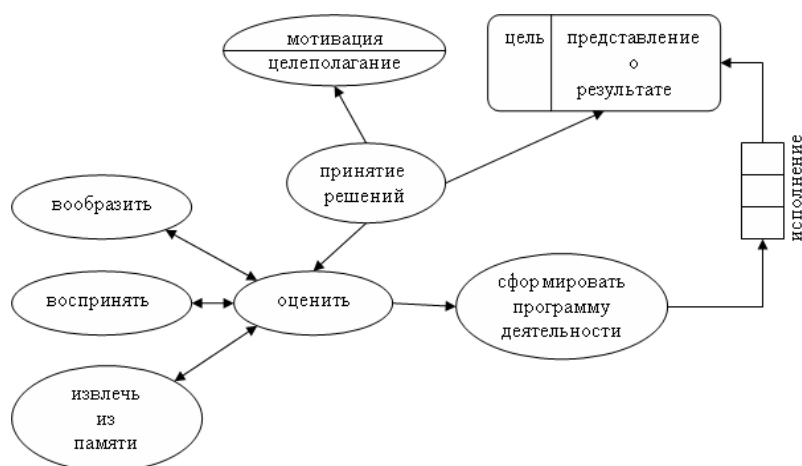 мотивация
целеполагание
цель
представление
о
результате
принятие
решений
исполнение
вообразить
воспринять
оценить
сформировать
программу
деятельности
извлечь
из
памяти